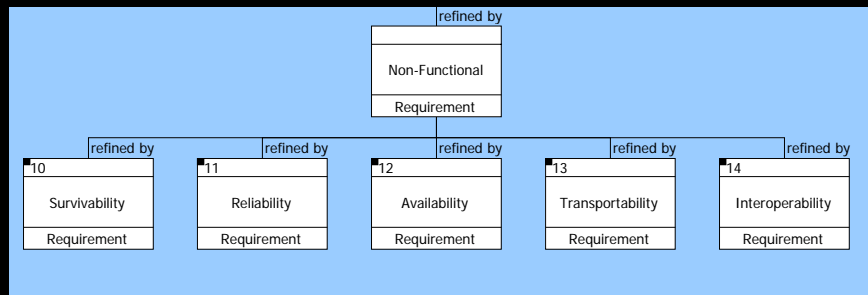 refined by
Non-Functional
Requirement
refined by refined by refined by refined by refined by
10 11 12 13 14
Survivability Reliability Availability Transportability Interoperability
Requirement Requirement Requirement Requirement Requirement